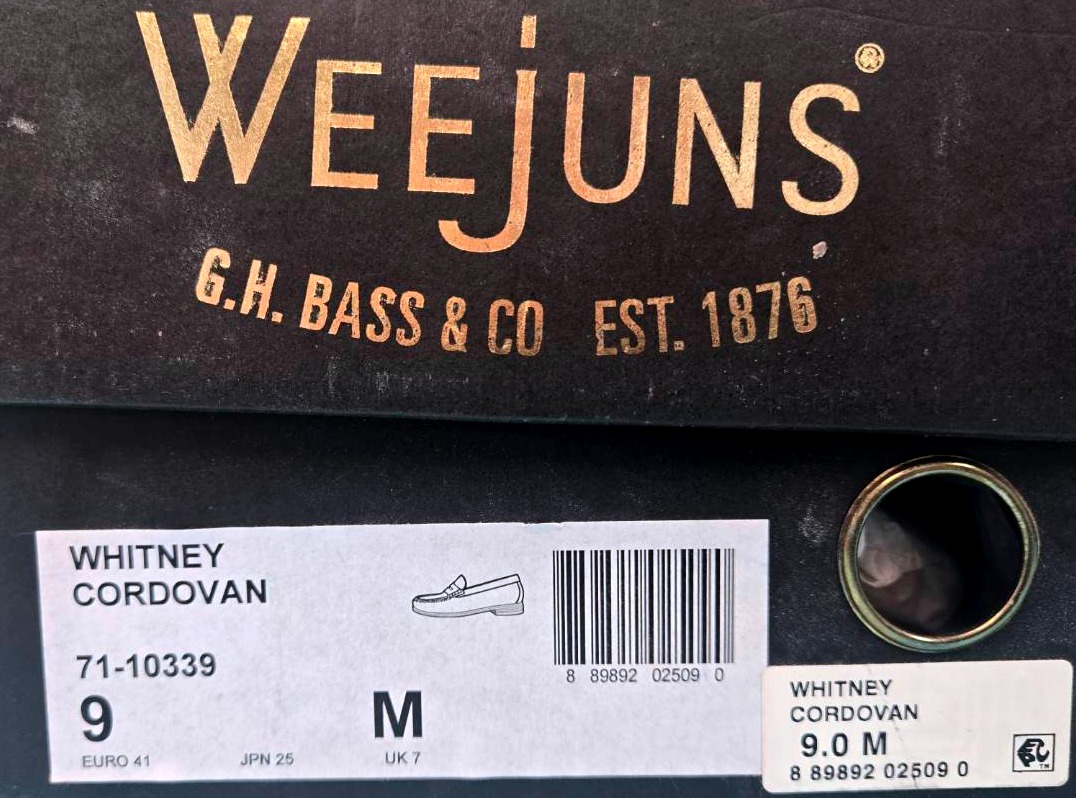 WEEjUNS®
G.H. BASS & CO EST. 1876
WHITNEY
CORDOVAN
71-10339
9 M
EURO 41 JPN 25 UK 7
8 89892 02509 0
WHITNEY
CORDOVAN
9.0 M
8 89892 02509 0
TM